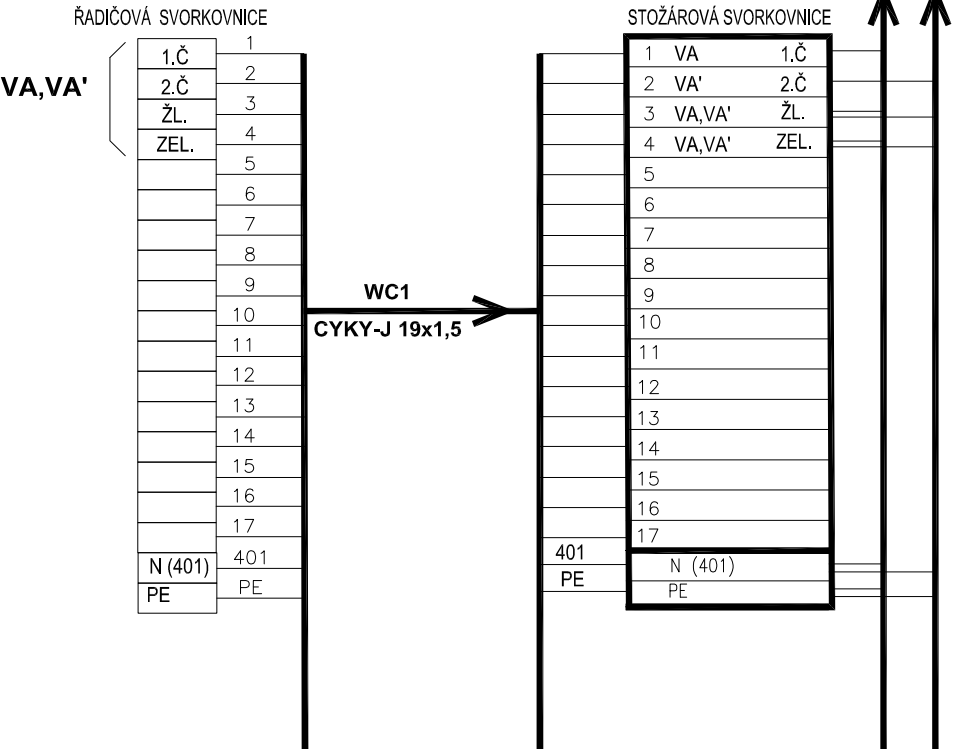 ŘADIČOVÁ SVORKOVNICE
VA,VA'
1.Č 1
2.Č 2
ŽL. 3
ZEL. 4
5
6
7
8
9
10
11
12
13
14
15
16
17
N (401) 401
PE PE
WC1
CYKY-J 19x1,5
401
PE
STOŽÁROVÁ SVORKOVNICE
1 VA 1.Č
2 VA' 2.Č
3 VA,VA' ŽL.
4 VA,VA' ZEL.
5
6
7
8
9
10
11
12
13
14
15
16
17
N (401)
PE